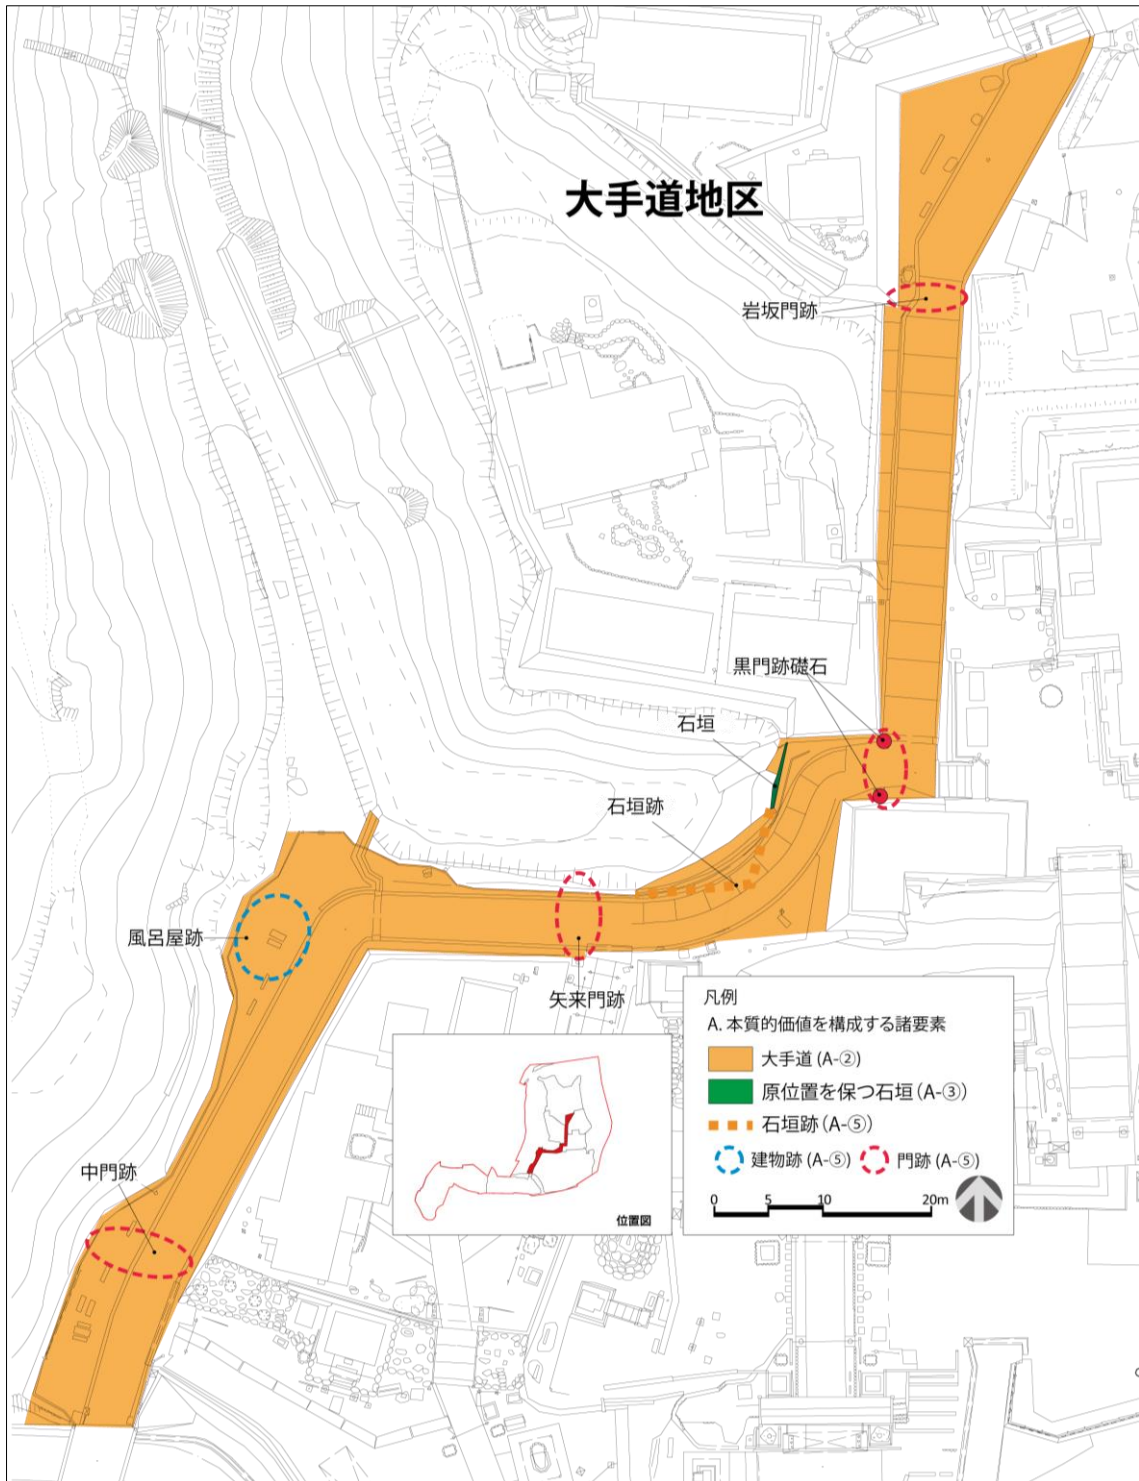 大手道地区
岩坂門跡
黒門跡礎石
石垣
石垣跡
風呂屋跡
矢来門跡
中門跡
位置図
凡例
A. 本質的価値を構成する諸要素
大手道 (A-②)
原位置を保つ石垣 (A-③)
石垣跡 (A-⑤)
建物跡 (A-⑤) 門跡 (A-⑤)
0 5 10 20m